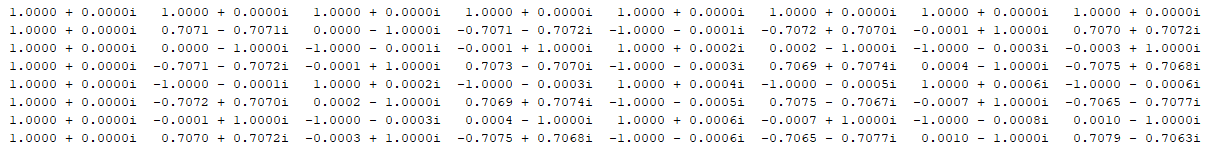 1.0000 + 0.0000i 1.0000 + 0.0000i 1.0000 + 0.0000i 1.0000 + 0.0000i 1.0000 + 0.0000i 1.0000 + 0.0000i 1.0000 + 0.0000i 1.0000 + 0.0000i
1.0000 + 0.0000i 0.7071 - 0.7071i 0.0000 - 1.0000i -0.7071 - 0.7072i -1.0000 - 0.0001i -0.7072 + 0.7070i -0.0001 + 1.0000i 0.7070 + 0.7072i
1.0000 + 0.0000i 0.0000 - 1.0000i -1.0000 - 0.0001i -0.0001 + 1.0000i 1.0000 + 0.0002i 0.0002 - 1.0000i -1.0000 - 0.0003i -0.0003 + 1.0000i
1.0000 + 0.0000i -0.7071 - 0.7072i -0.0001 + 1.0000i 0.7073 - 0.7070i -1.0000 - 0.0003i 0.7069 + 0.7074i 0.0004 - 1.0000i -0.7075 + 0.7068i
1.0000 + 0.0000i -1.0000 - 0.0001i 1.0000 + 0.0002i -1.0000 - 0.0003i 1.0000 + 0.0004i -1.0000 - 0.0005i 1.0000 + 0.0006i -1.0000 - 0.0006i
1.0000 + 0.0000i -0.7072 + 0.7070i 0.0002 - 1.0000i 0.7069 + 0.7074i -1.0000 - 0.0005i 0.7075 - 0.7067i -0.0007 + 1.0000i -0.7065 - 0.7077i
1.0000 + 0.0000i -0.0001 + 1.0000i -1.0000 - 0.0003i 0.0004 - 1.0000i 1.0000 + 0.0006i -0.0007 + 1.0000i -1.0000 - 0.0008i 0.0010 - 1.0000i
1.0000 + 0.0000i 0.7070 + 0.7072i -0.0003 + 1.0000i -0.7075 + 0.7068i -1.0000 - 0.0006i -0.7065 - 0.7077i 0.0010 - 1.0000i 0.7079 - 0.7063i